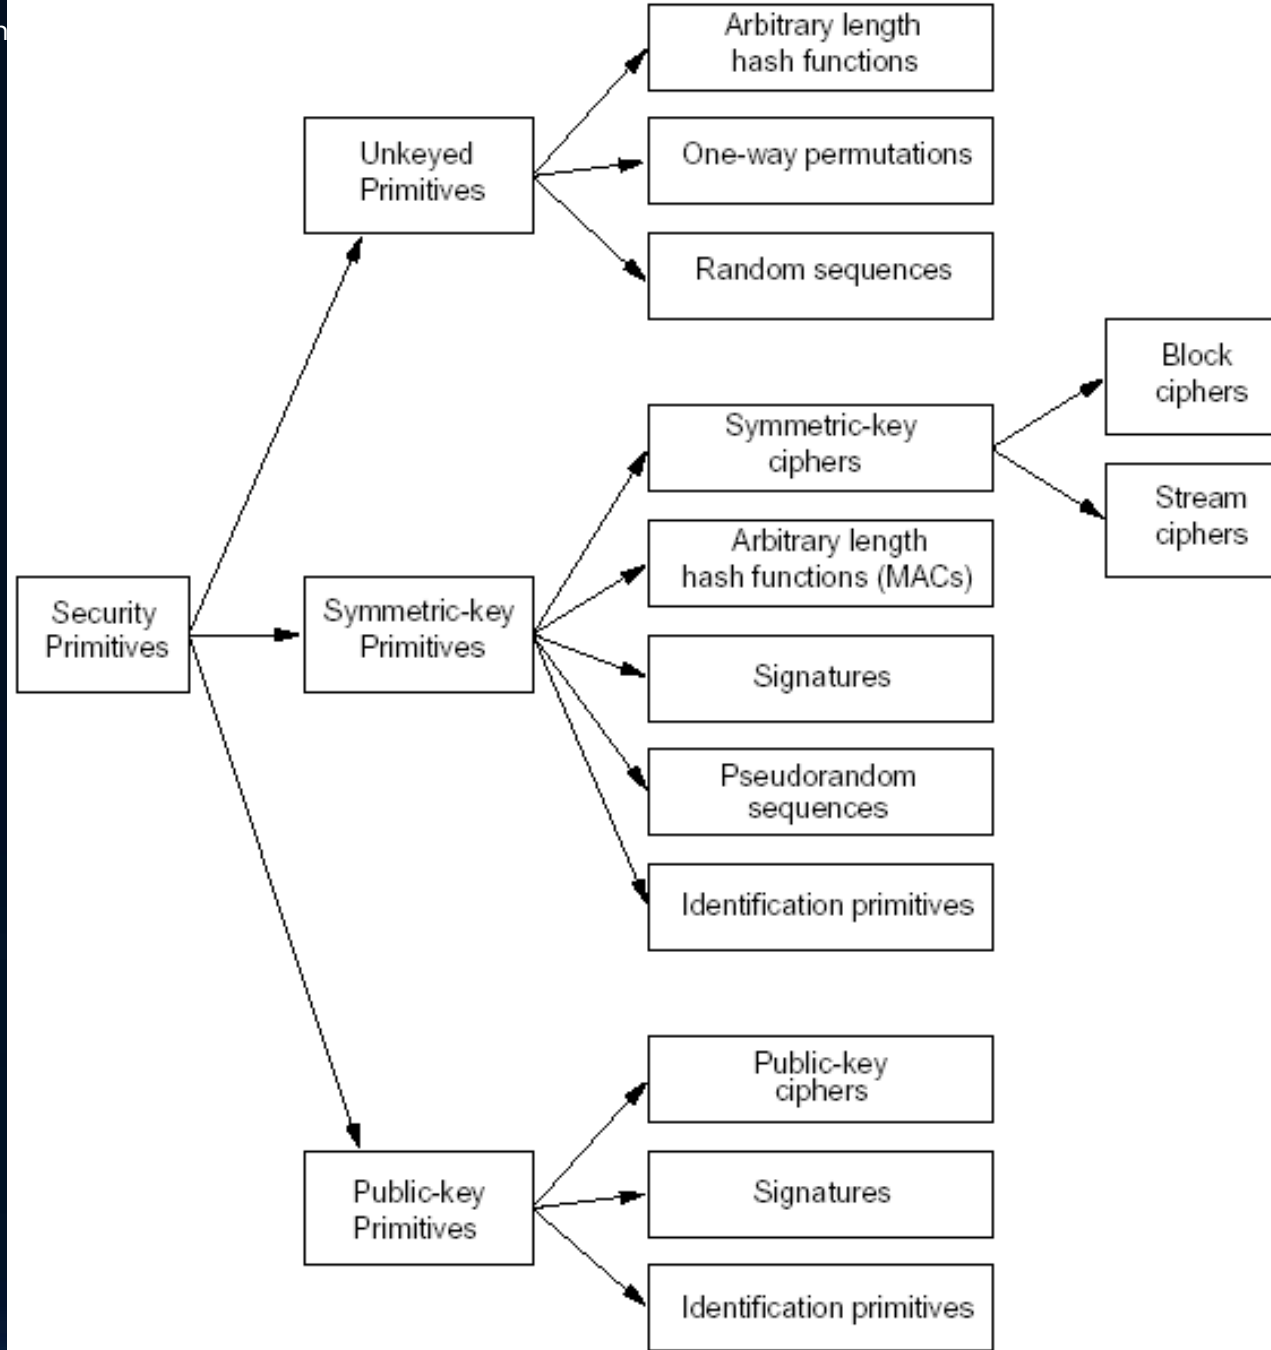 Arbitrary length
hash functions
Unkeyed
Primitives
One-way permutations
Random sequences
Block
ciphers
Symmetric-key
ciphers
Stream
ciphers
Arbitrary length
hash functions (MACs)
Security
Primitives
Symmetric-key
Primitives
Signatures
Pseudorandom
sequences
Identification primitives
Public-key
ciphers
Public-key
Primitives
Signatures
Identification primitives